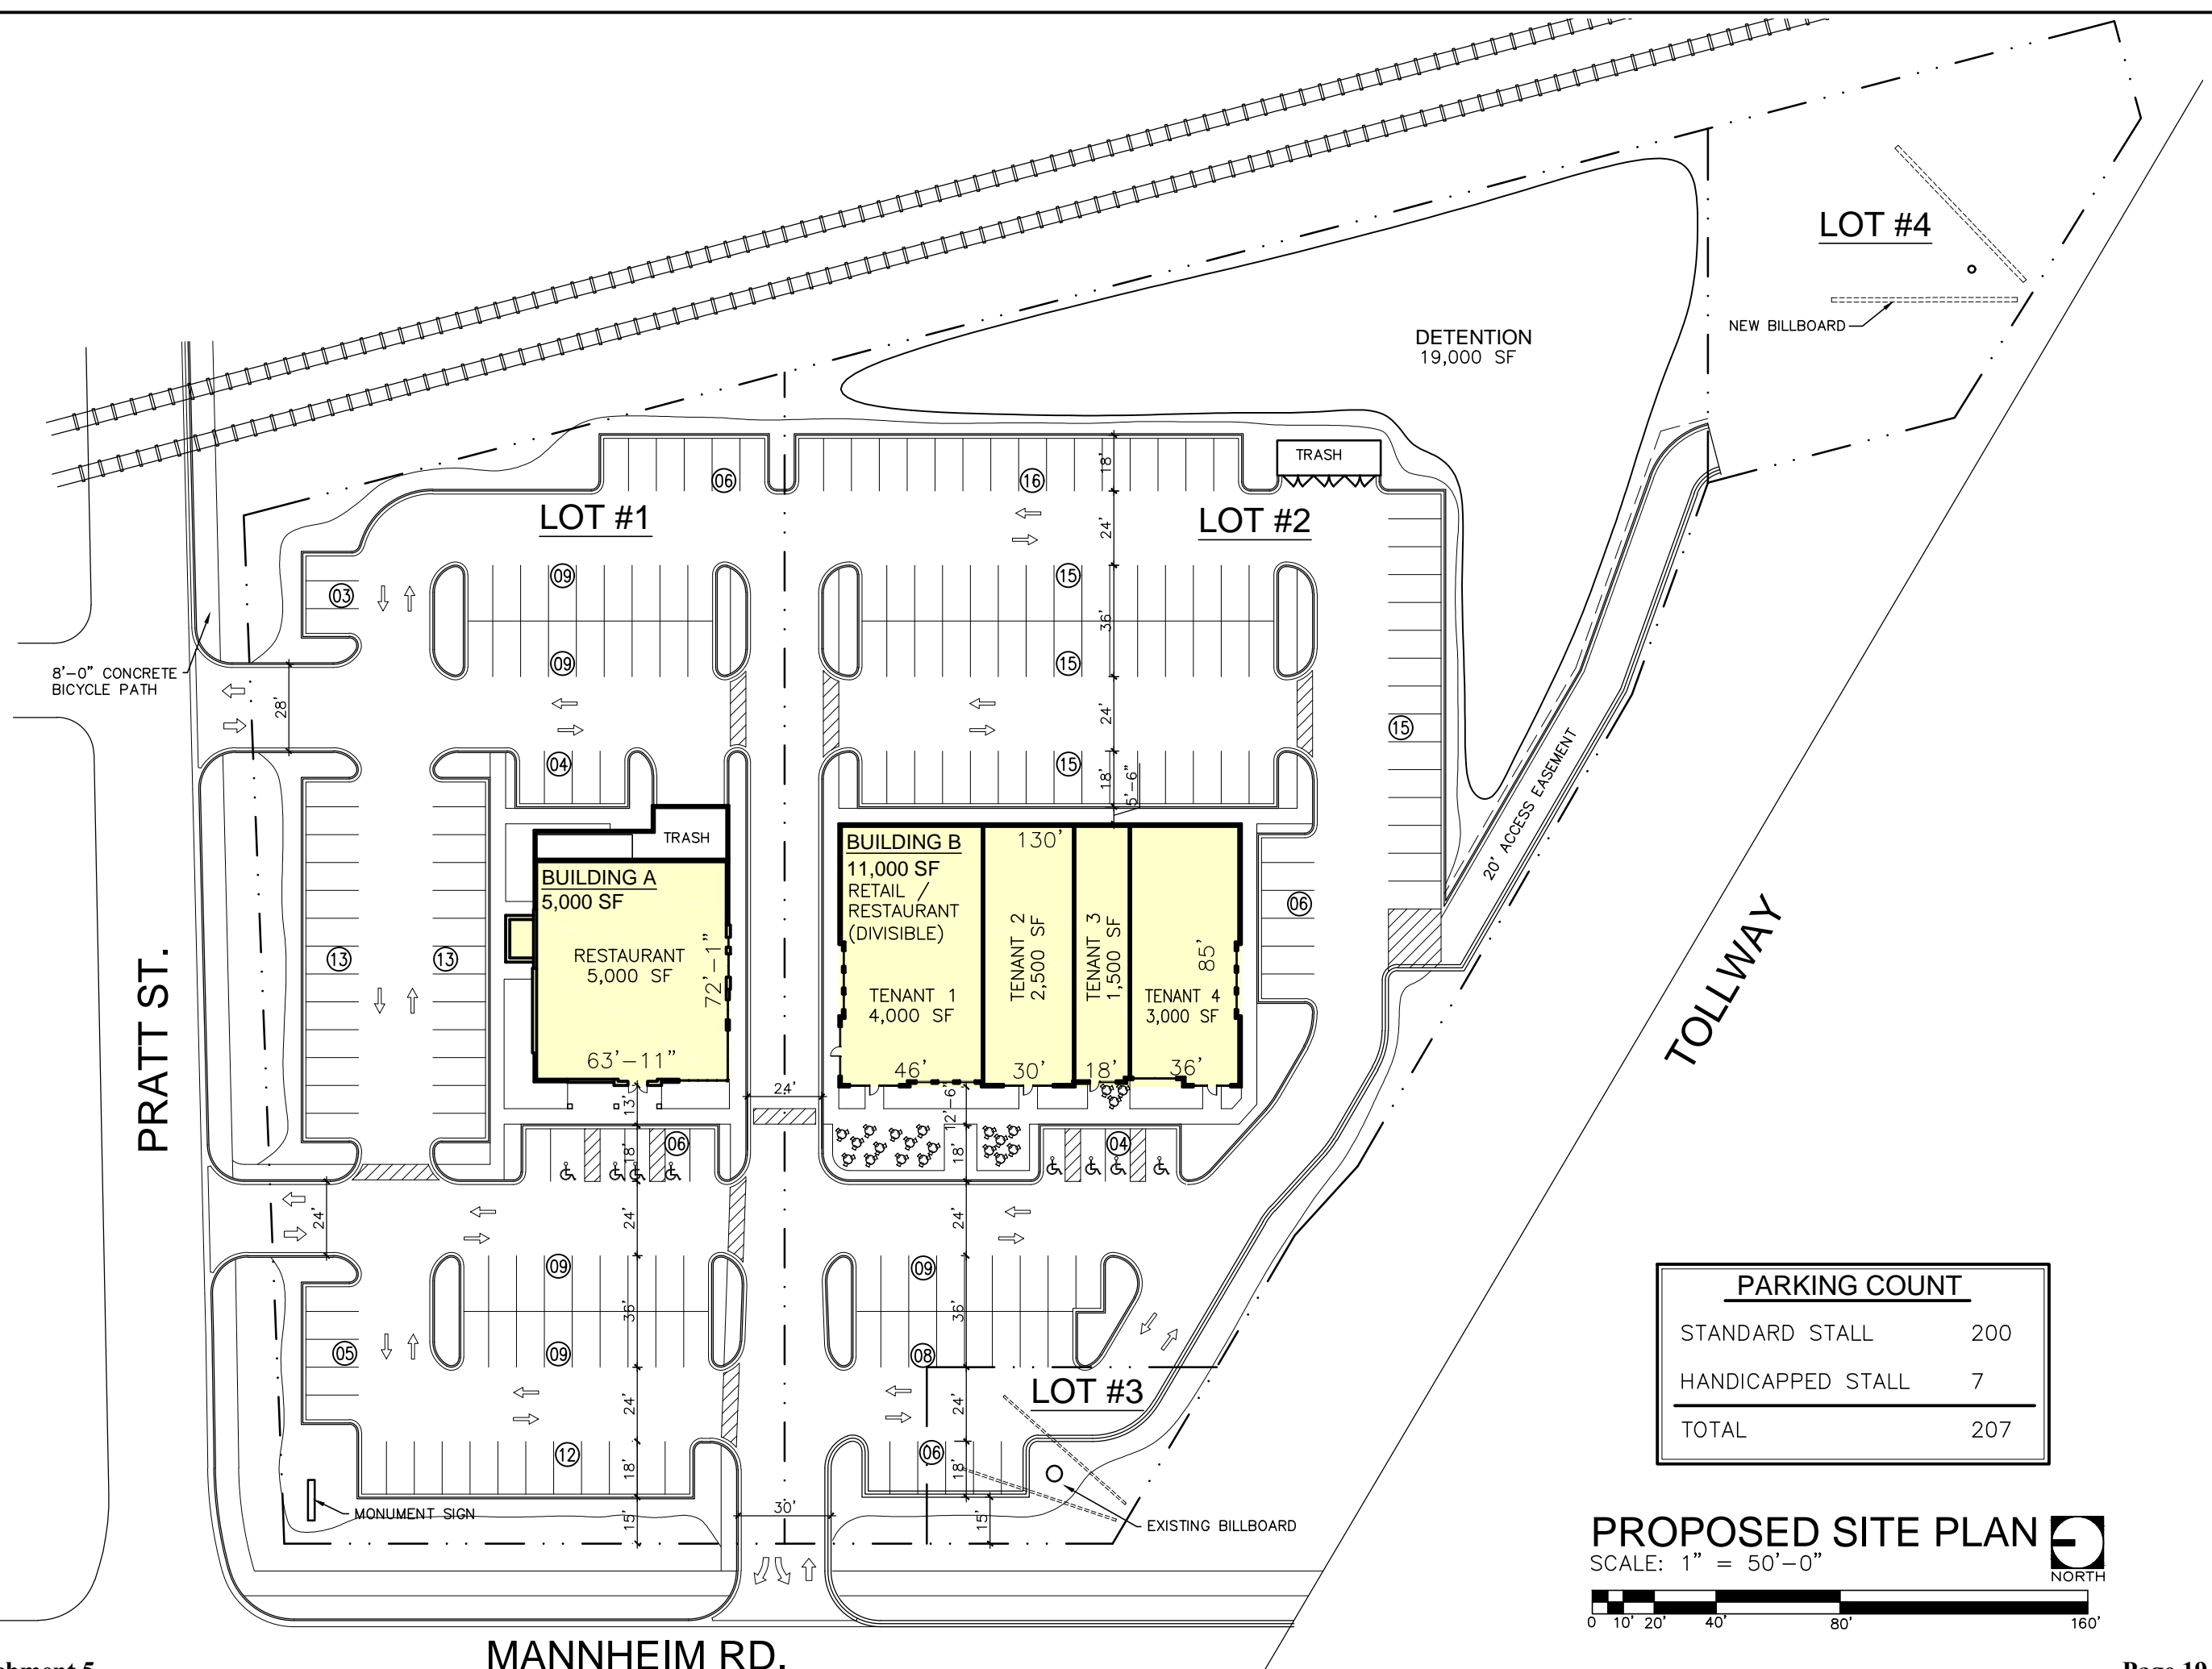 LOT #4
NEW BILLBOARD
DETENTION
19,000 SF
TRASH
18'
06
16
LOT #1
LOT #2
24'
09
15
03
36'
09
15
8'-0" CONCRETE
BICYCLE PATH
28'
24'
15
04
15
18'
5'-6"
20' ACCESS EASEMENT
TRASH
BUILDING A
5,000 SF
RESTAURANT
5,000 SF
72'-1"
63'-11"
BUILDING B
11,000 SF
RETAIL /
RESTAURANT
(DIVISIBLE)
130'
TENANT 1
4,000 SF
TENANT 2
2,500 SF
TENANT 3
1,500 SF
TENANT 4
3,000 SF
85'
46'
30'
18'
36'
06
13
13
PRATT ST.
TOLLWAY
24'
13'
12'-6"
06
04
18'
18'
24'
24'
24'
09
09
36'
36'
05
09
08
LOT #3
24'
24'
12
06
18'
18'
MONUMENT SIGN
15'
30'
15'
EXISTING BILLBOARD
PARKING COUNT
STANDARD STALL 200
HANDICAPPED STALL 7
TOTAL 207
PROPOSED SITE PLAN
SCALE: 1" = 50'-0"
NORTH
0 10' 20' 40' 80' 160'
MANNHEIM RD.